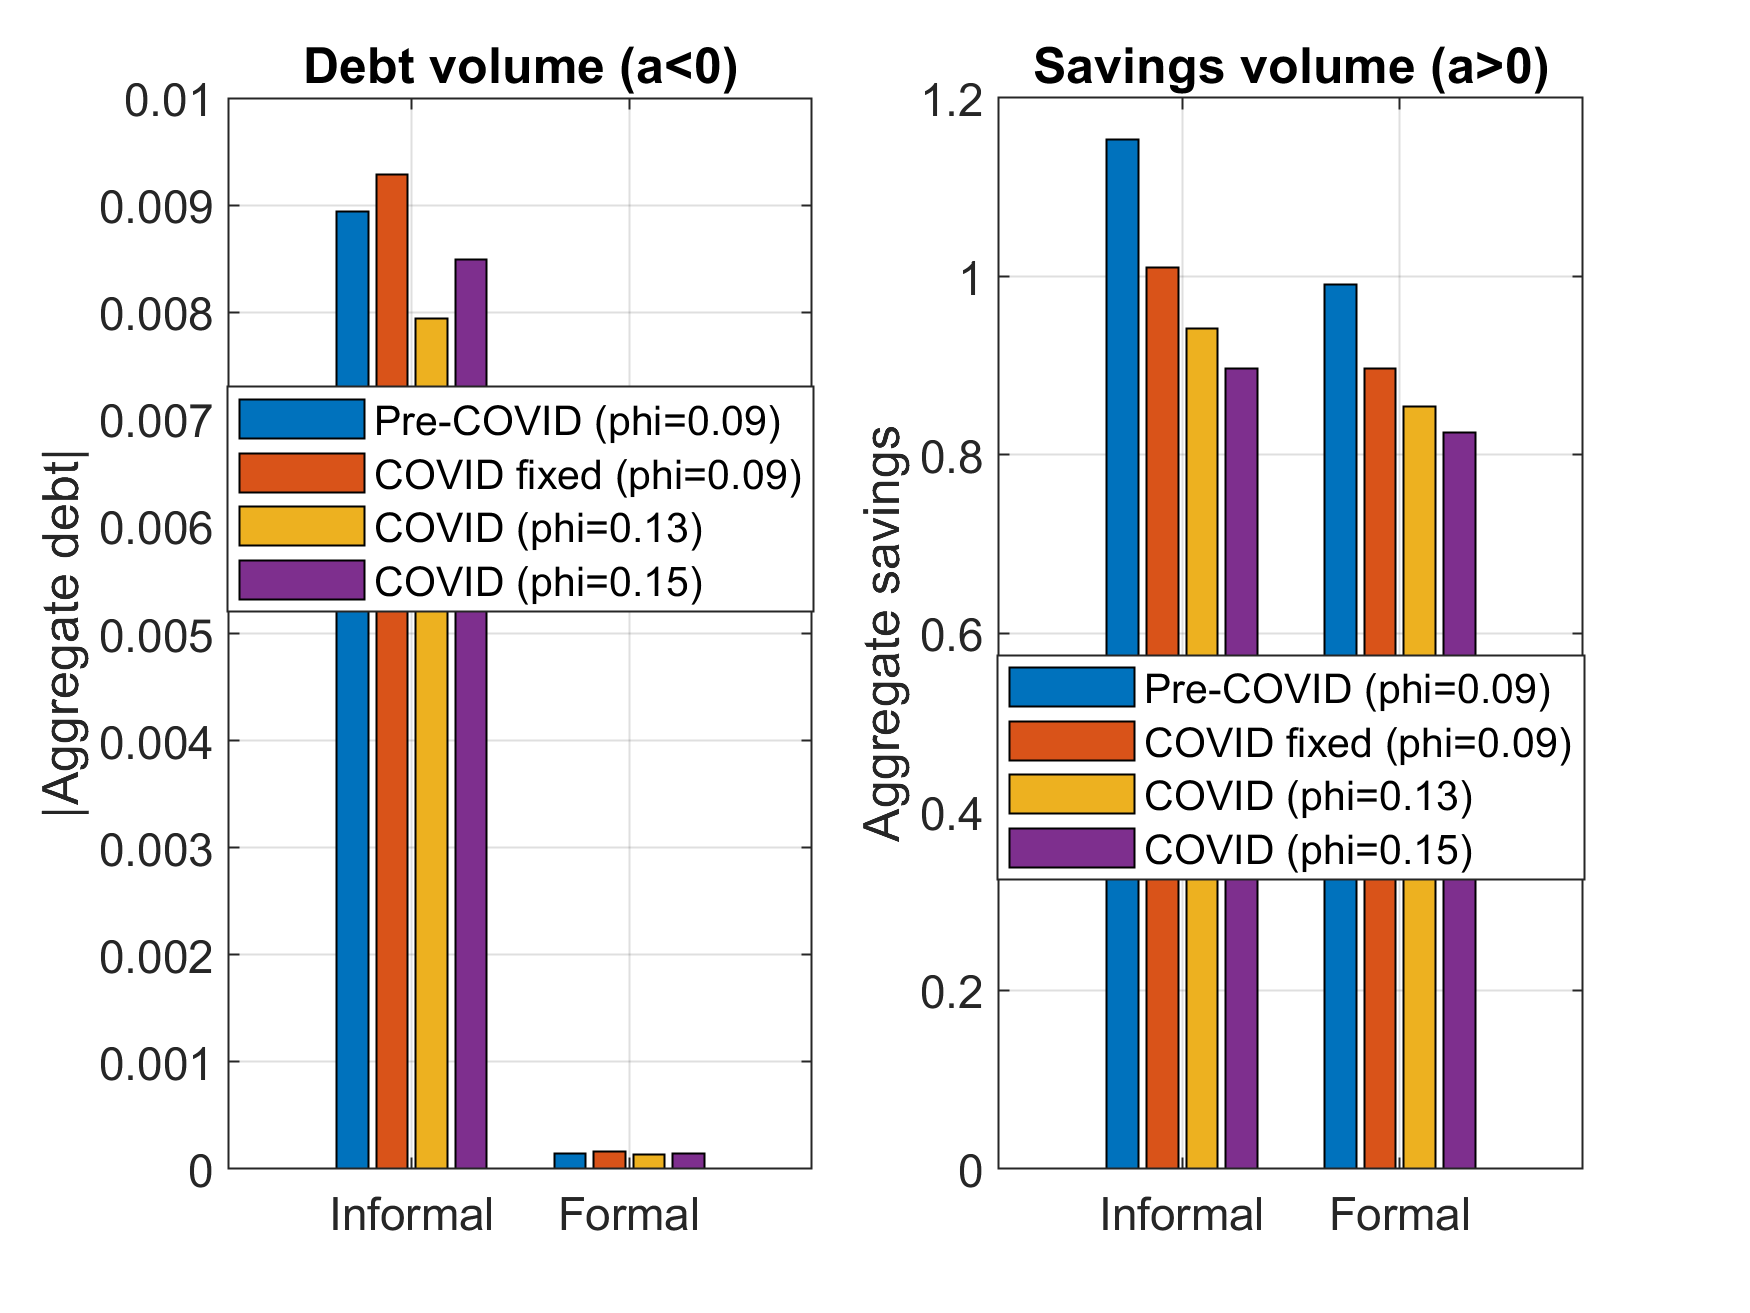 Debt volume (a<0)
0.01
0.009
0.008
0.007
0.006
0.005
0.004
0.003
0.002
0.001
0
|Aggregate debt|
Pre-COVID (phi=0.09)
COVID fixed (phi=0.09)
COVID (phi=0.13)
COVID (phi=0.15)
Informal
Formal
Savings volume (a>0)
1.2
1
0.8
0.6
0.4
0.2
0
Aggregate savings
Pre-COVID (phi=0.09)
COVID fixed (phi=0.09)
COVID (phi=0.13)
COVID (phi=0.15)
Informal
Formal